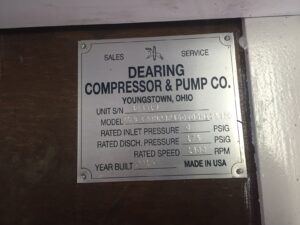 SALES SERVICE
DEARING
COMPRESSOR & PUMP CO.
YOUNGSTOWN, OHIO
UNIT S/N
MODEL
RATED INLET PRESSURE PSIG
RATED DISCH. PRESSURE PSIG
RATED SPEED RPM
YEAR BUILT MADE IN USA